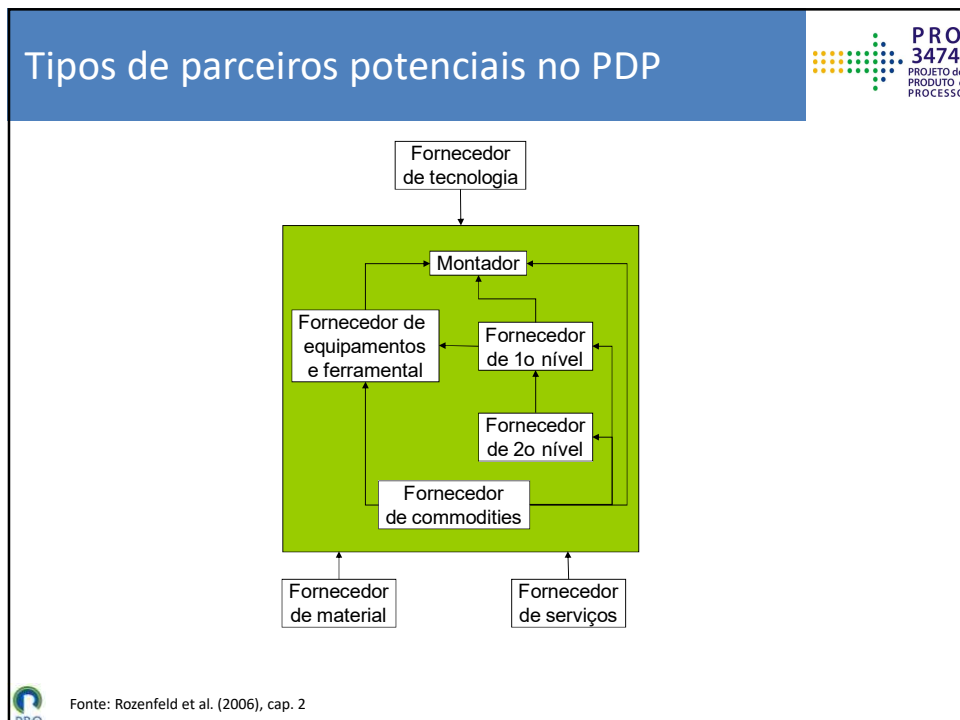 Tipos de parceiros potenciais no PDP
PRO
3474
PROJETO de
PRODUTO e
PROCESSO
Fornecedor
de tecnologia
Montador
Fornecedor de
equipamentos
e ferramental
Fornecedor
de 1o nível
Fornecedor
de 2o nível
Fornecedor
de commodities
Fornecedor
de material
Fornecedor
de serviços
Fonte: Rozenfeld et al. (2006), cap. 2
PRO